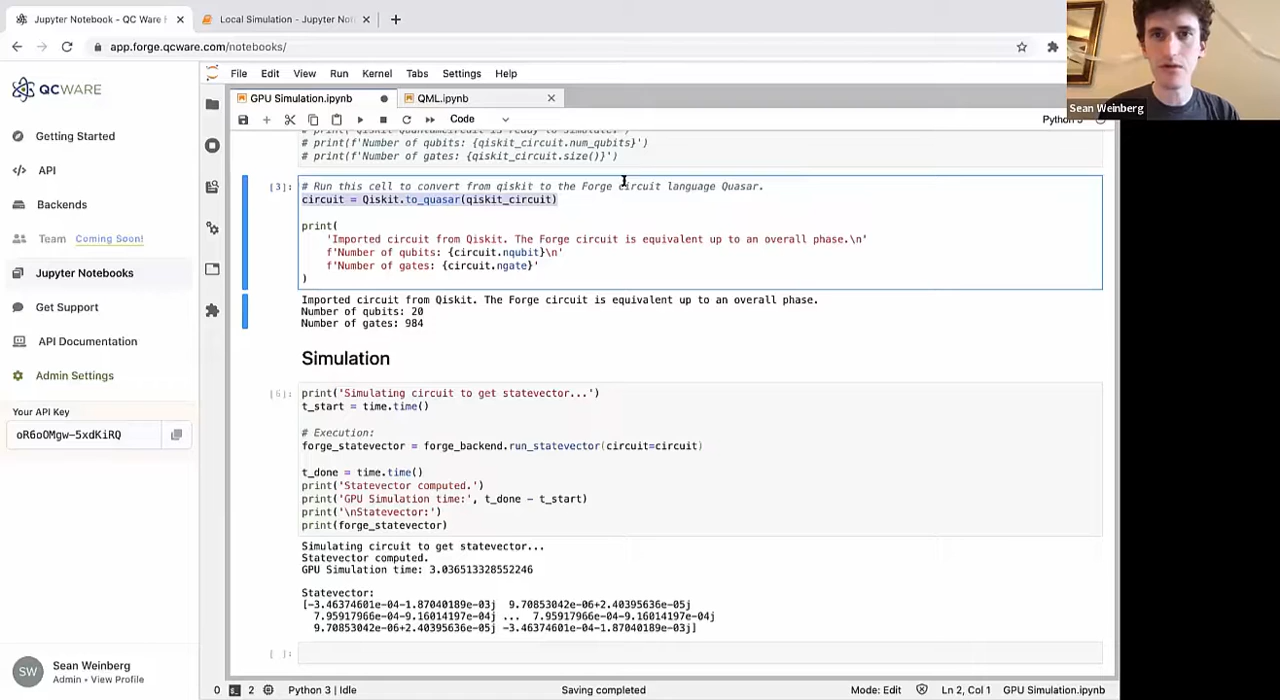 Jupyter Notebook - QC Ware
Local Simulation - Jupyter Not
app.forge.qcware.com/notebooks/
Sean Weinberg
QCWARE
File Edit View Run Kernel Tabs Settings Help
GPU Simulation.ipynb QML.ipynb
Code
Python 3
Getting Started
API
Backends
Team Coming Soon!
Jupyter Notebooks
Get Support
API Documentation
Admin Settings
Your API Key
oR6oOMgw-5xdKiRQ
SW
Sean Weinberg
Admin • View Profile
# print('Qiskit QuantumCircuit is ready to simulate.')
# print(f'Number of qubits: {qiskit_circuit.num_qubits}')
# print(f'Number of gates: {qiskit_circuit.size()}')
[3]:
# Run this cell to convert from qiskit to the Forge circuit language Quasar.
circuit = Qiskit.to_quasar(qiskit_circuit)
print(
'Imported circuit from Qiskit. The Forge circuit is equivalent up to an overall phase.\n'
f'Number of qubits: {circuit.nqubit}\n'
f'Number of gates: {circuit.ngate}'
)
Imported circuit from Qiskit. The Forge circuit is equivalent up to an overall phase.
Number of qubits: 20
Number of gates: 984
Simulation
[6]:
print('Simulating circuit to get statevector...')
t_start = time.time()
# Execution:
forge_statevector = forge_backend.run_statevector(circuit=circuit)
t_done = time.time()
print('Statevector computed.')
print('GPU Simulation time:', t_done - t_start)
print('\nStatevector:')
print(forge_statevector)
Simulating circuit to get statevector...
Statevector computed.
GPU Simulation time: 3.036513328552246
Statevector:
[-3.46374601e-04-1.87040189e-03j 9.70853042e-06+2.40395636e-05j
7.95917966e-04-9.16014197e-04j ... 7.95917966e-04-9.16014197e-04j
9.70853042e-06+2.40395636e-05j -3.46374601e-04-1.87040189e-03j]
[ ]:
0 2 Python 3 | Idle Saving completed Mode: Edit Ln 2, Col 1 GPU Simulation.ipynb